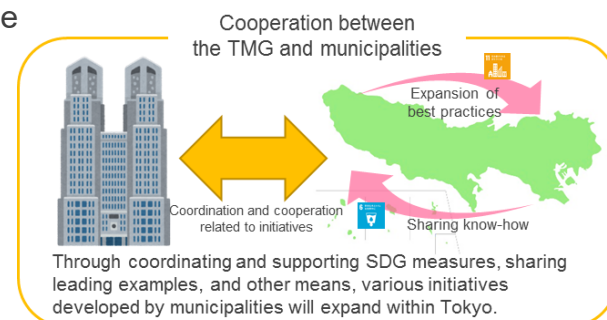 e
Cooperation between
the TMG and municipalities
Expansion of
best practices
Coordination and cooperation
related to initiatives
Sharing know-how
Through coordinating and supporting SDG measures, sharing
leading examples, and other means, various initiatives
developed by municipalities will expand within Tokyo.